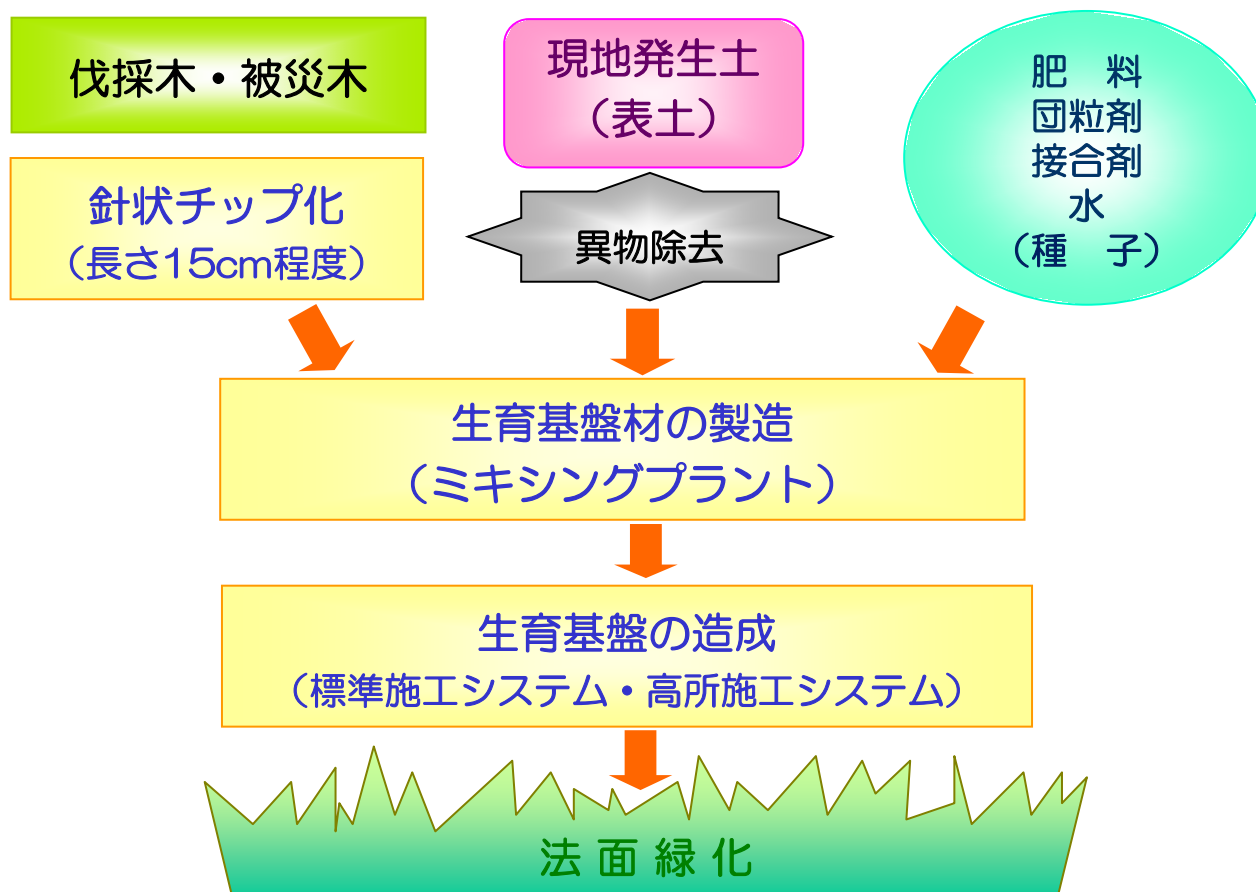 伐採木・被災木
針状チップ化
（長さ15cm程度）
現地発生土
（表土）
異物除去
肥　料
団粒剤
接合剤
水
（種　子）
生育基盤材の製造
（ミキシングプラント）
生育基盤の造成
（標準施工システム・高所施工システム）
法 面 緑 化